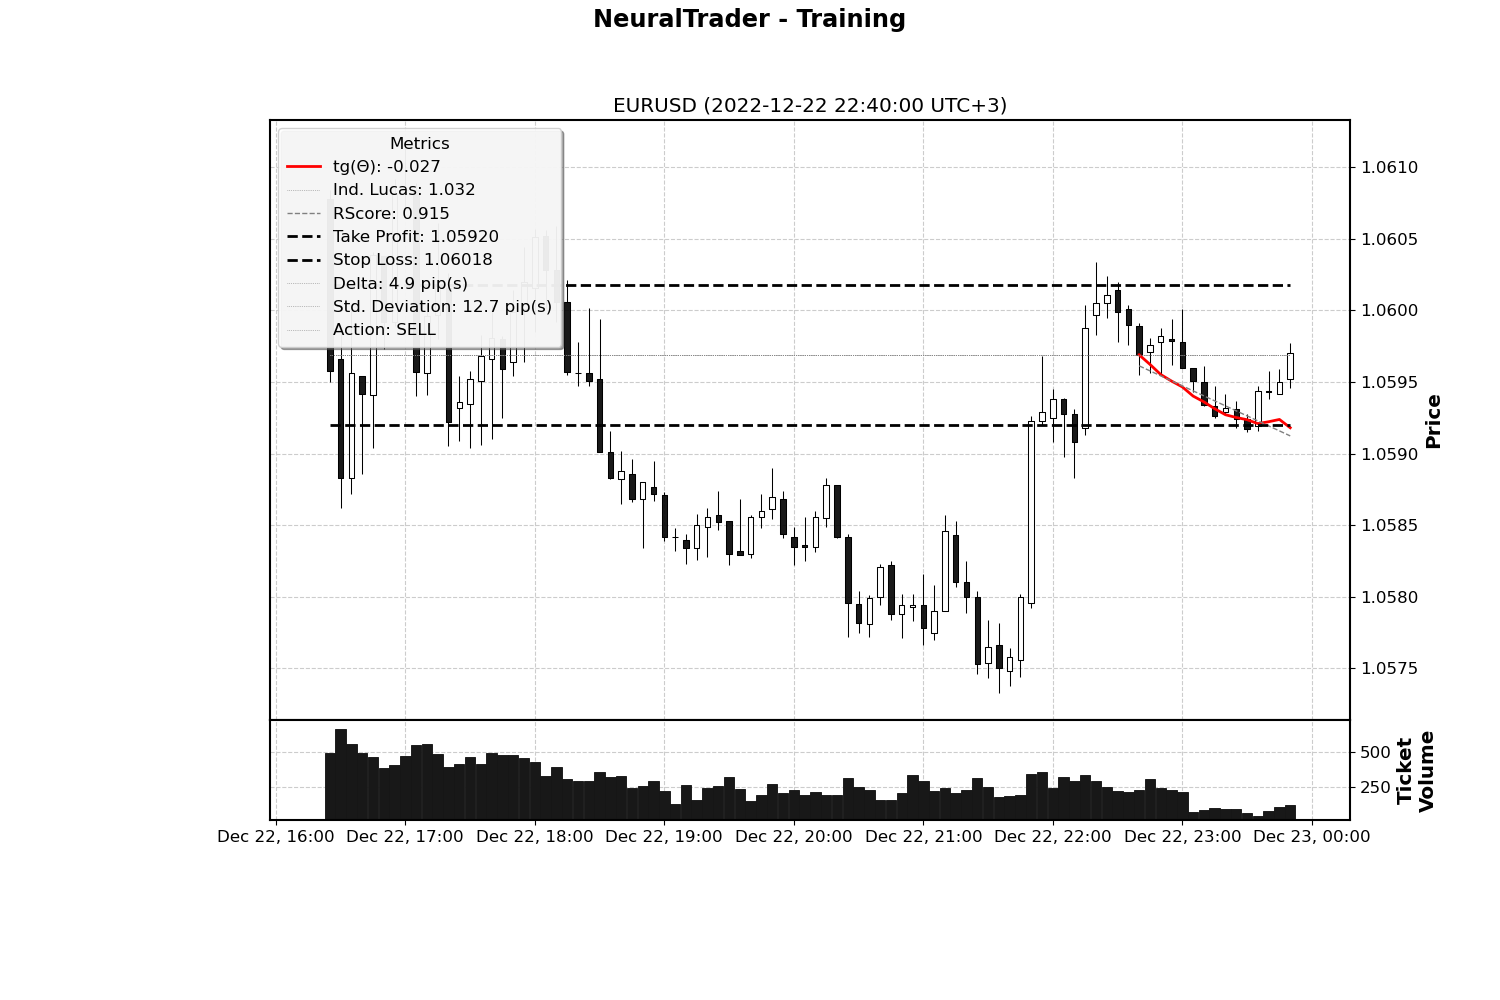 NeuralTrader - Training
EURUSD (2022-12-22 22:40:00 UTC+3)
Metrics
tg(Θ): -0.027
Ind. Lucas: 1.032
RScore: 0.915
Take Profit: 1.05920
Stop Loss: 1.06018
Delta: 4.9 pip(s)
Std. Deviation: 12.7 pip(s)
Action: SELL
1.0610
1.0605
1.0600
1.0595
1.0590
1.0585
1.0580
1.0575
Price
500
250
Ticket
Volume
Dec 22, 16:00 Dec 22, 17:00 Dec 22, 18:00 Dec 22, 19:00 Dec 22, 20:00 Dec 22, 21:00 Dec 22, 22:00 Dec 22, 23:00 Dec 23, 00:00